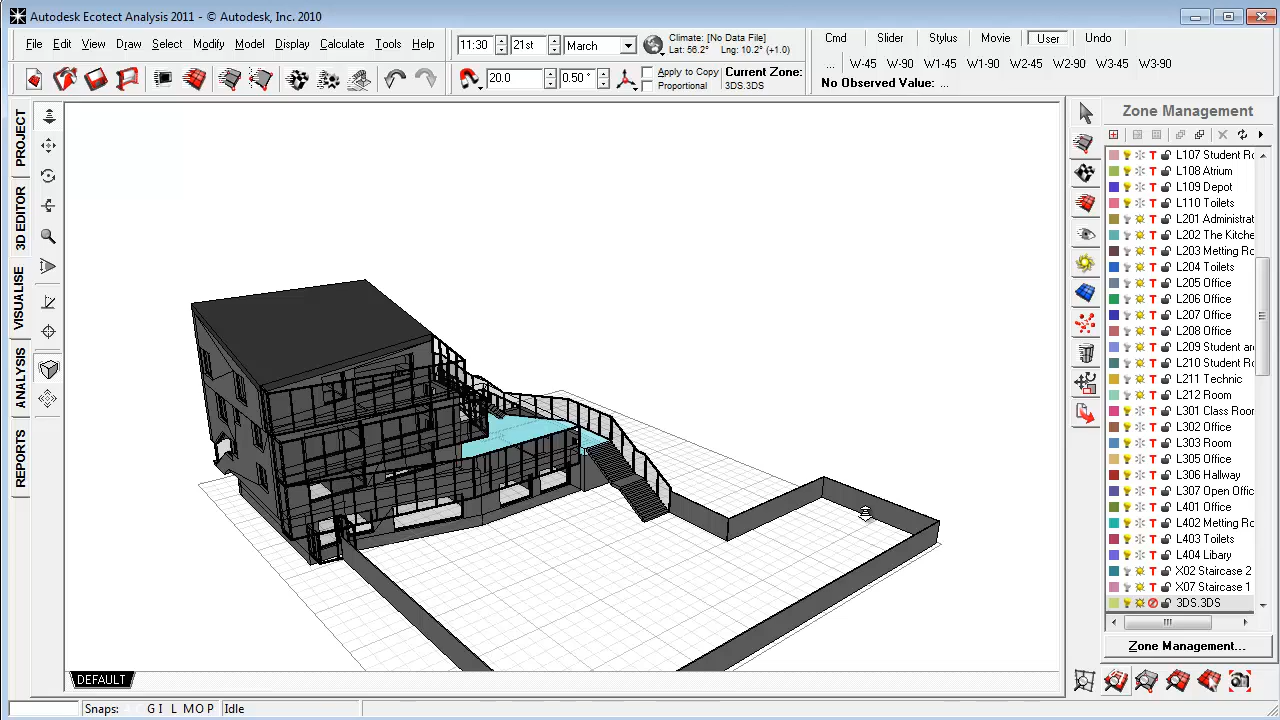 Autodesk Ecotect Analysis 2011 - © Autodesk, Inc. 2010
File Edit View Draw Select Modify Model Display Calculate Tools Help
11:30 21st March
Climate: [No Data File]
Lat: 56.2° Lng: 10.2° (+1.0)
Cmd Slider Stylus Movie User Undo
... W-45 W-90 W1-45 W1-90 W2-45 W2-90 W3-45 W3-90
No Observed Value: ...
20.0 0.50 °
Apply to Copy
Proportional
Current Zone:
3DS.3DS
PROJECT
3D EDITOR
VISUALISE
ANALYSIS
REPORTS
Zone Management
L107 Student Ro
L108 Atrium
L109 Depot
L110 Toilets
L201 Administrat
L202 The Kitche
L203 Metting Ro
L204 Toilets
L205 Office
L206 Office
L207 Office
L208 Office
L209 Student an
L210 Student R
L211 Technic
L212 Room
L301 Class Room
L302 Office
L303 Room
L305 Office
L306 Hallway
L307 Open Offic
L401 Office
L402 Metting Ro
L403 Toilets
L404 Libary
X02 Staircase 2
X07 Staircase 1
3DS.3DS
Zone Management...
DEFAULT
Snaps: G I L M O P Idle